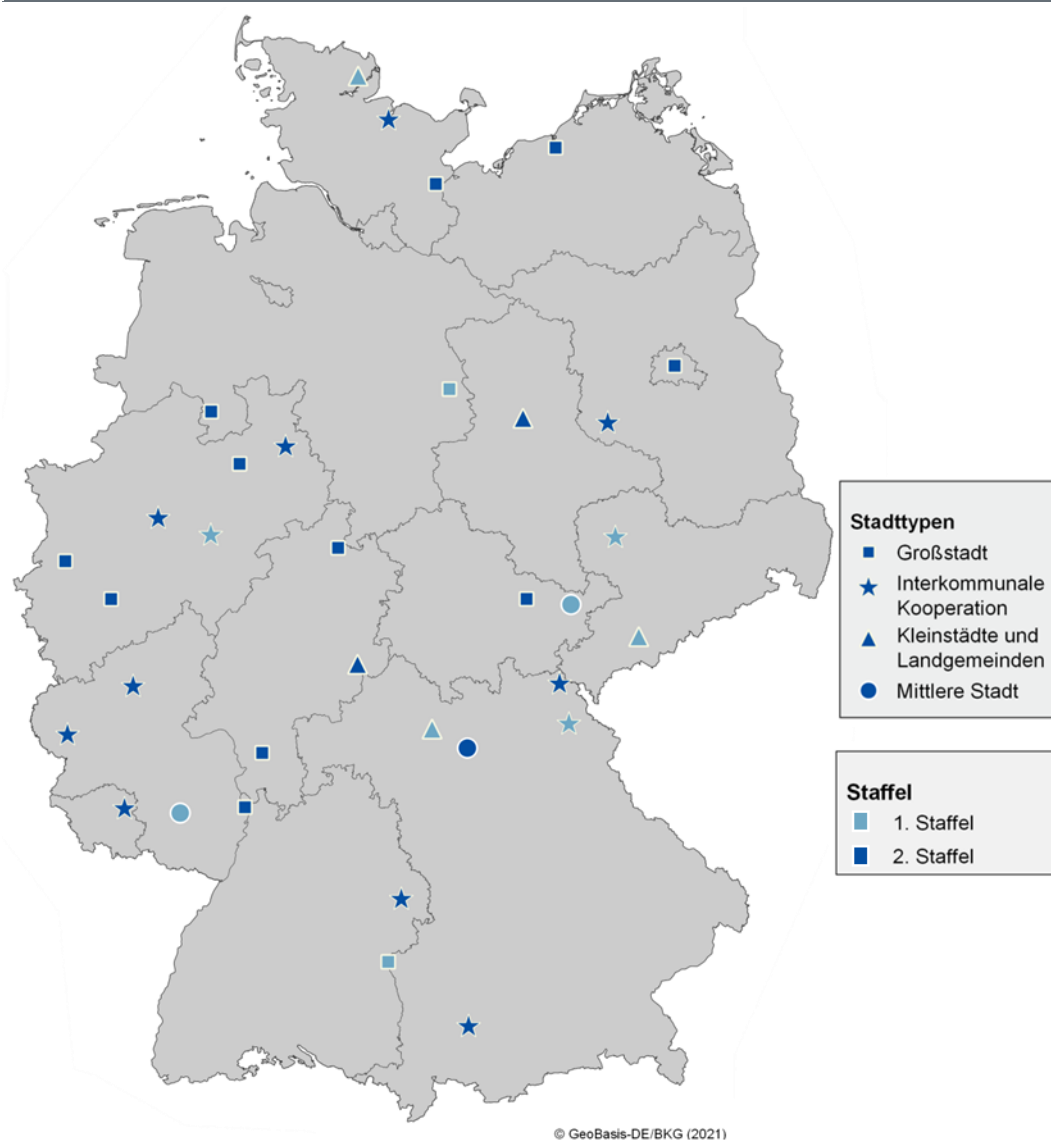 Stadttypen
Großstadt
Interkommunale
Kooperation
Kleinstädte und
Landgemeinden
Mittlere Stadt
Staffel
1. Staffel
2. Staffel
© GeoBasis-DE/BKG (2021)